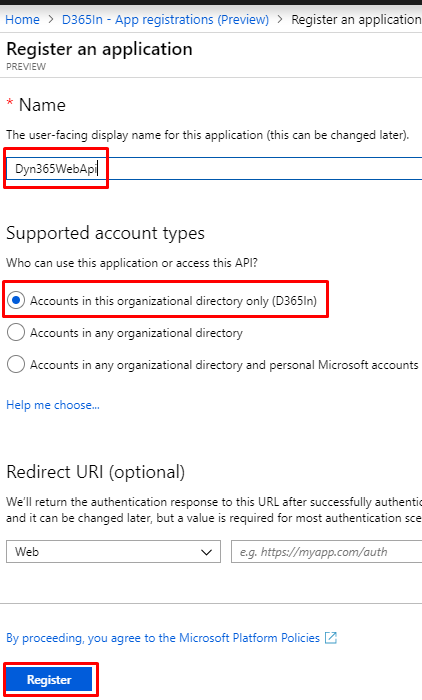 Home > D365In - App registrations (Preview) > Register an application
Register an application
PREVIEW
* Name
The user-facing display name for this application (this can be changed later).
Dyn365WebApi
Supported account types
Who can use this application or access this API?
Accounts in this organizational directory only (D365In)
Accounts in any organizational directory
Accounts in any organizational directory and personal Microsoft accounts
Help me choose...
Redirect URI (optional)
We'll return the authentication response to this URL after successfully authentic
and it can be changed later, but a value is required for most authentication sce
Web
e.g. https://myapp.com/auth
By proceeding, you agree to the Microsoft Platform Policies
Register